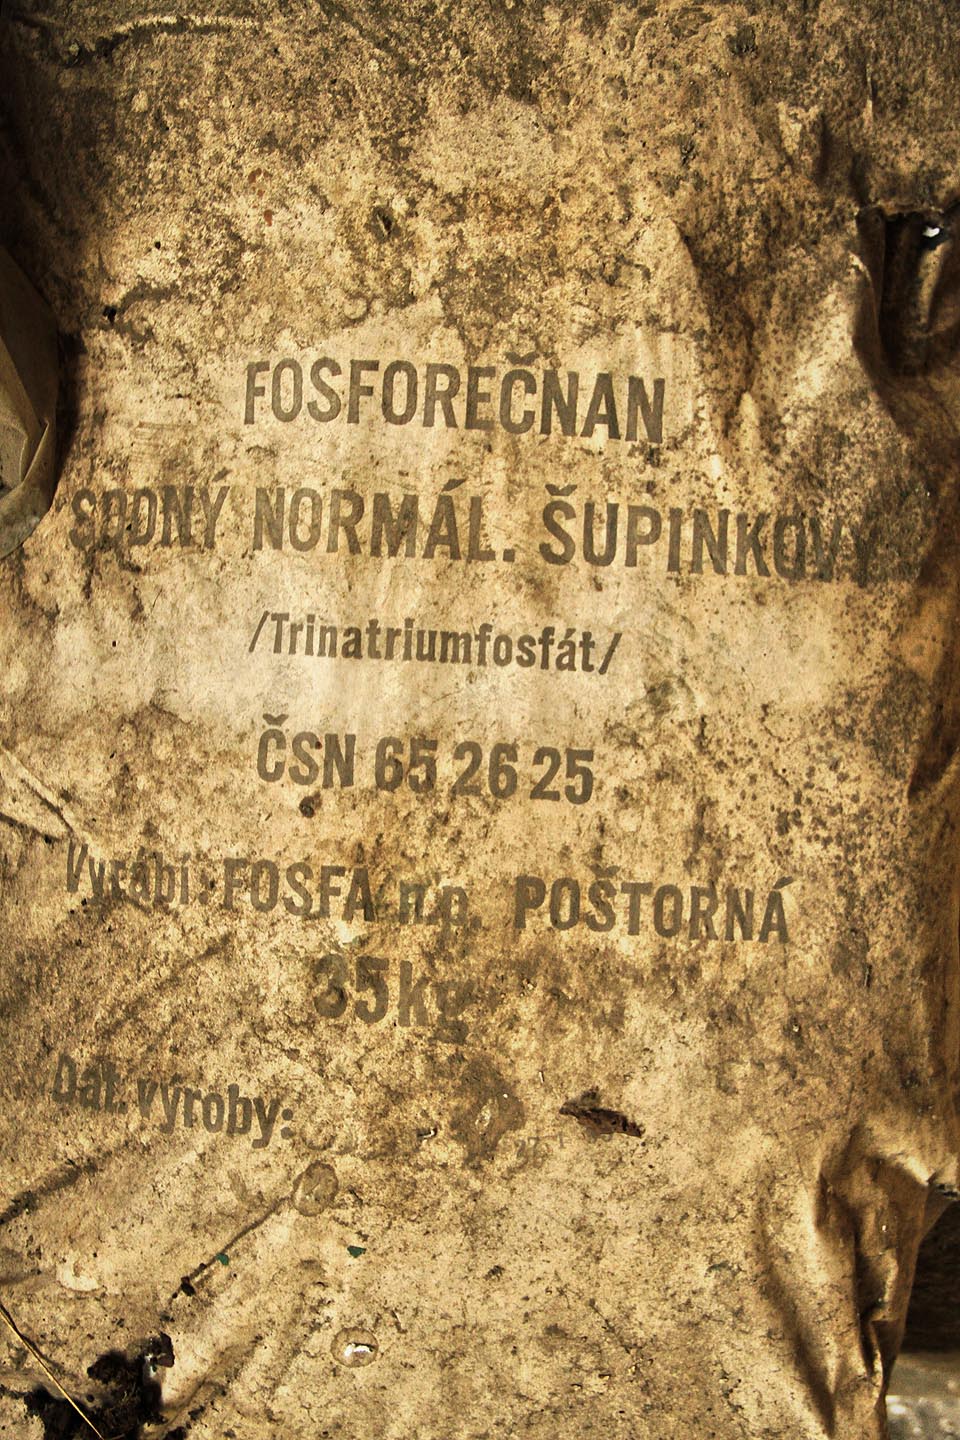 FOSFOREČNAN
SODNÝ NORMÁL. ŠUPINKOVÝ
/Trinatriumfosfát/
ČSN 65 26 25
Vyrábí: FOSFA n.p. POŠTORNÁ
35kg
Dat. výroby: